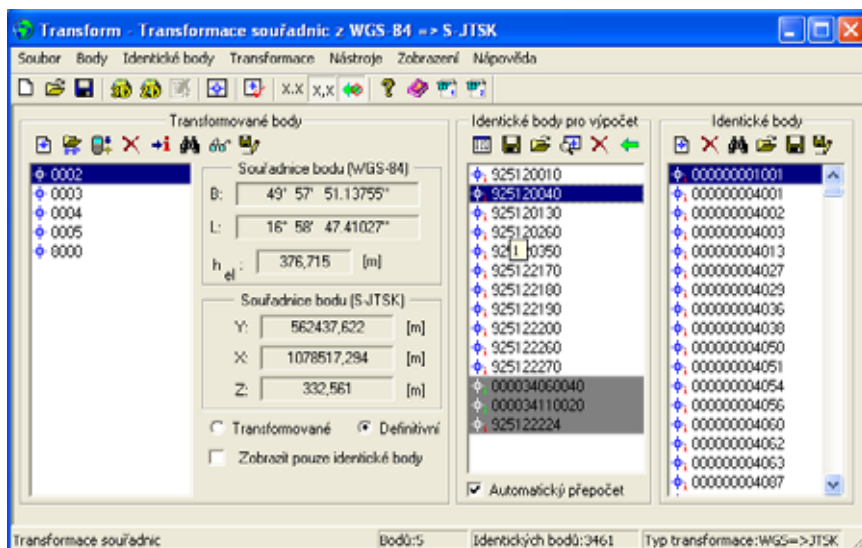 Transform - Transformace souřadnic z WGS-84 => S-JTSK
Soubor Body Identické body Transformace Nástroje Zobrazení Nápověda
x.x x,x
Transformované body
0002
0003
0004
0005
8000
Souřadnice bodu (WGS-84)
B: 49° 57' 51.13755"
L: 16° 58' 47.41027"
h el : 376,715 [m]
Souřadnice bodu (S-JTSK)
Y: 562437,622 [m]
X: 1078517,294 [m]
Z: 332,561 [m]
Transformované Definitivní
Zobrazit pouze identické body
Identické body pro výpočet
925120010
925120040
925120130
925120260
1
925122170
925122180
925122190
925122200
925122260
925122270
000034060040
000034110020
925122224
Automatický přepočet
Identické body
000000001001
000000004001
000000004002
000000004003
000000004013
000000004027
000000004029
000000004036
000000004038
000000004050
000000004051
000000004054
000000004056
000000004060
000000004062
000000004063
000000004087
Transformace souřadnic Bodů:5 Identických bodů:3461 Typ transformace:WGS=>JTSK